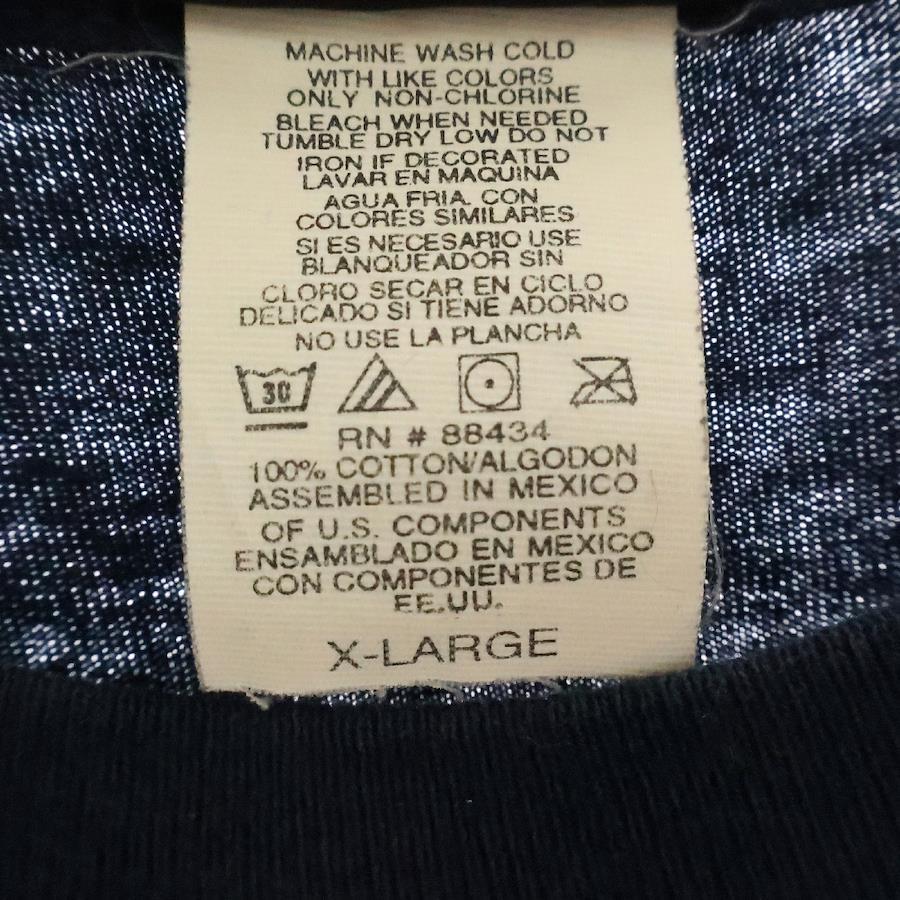 MACHINE WASH COLD
WITH LIKE COLORS
ONLY NON-CHLORINE
BLEACH WHEN NEEDED
TUMBLE DRY LOW DO NOT
IRON IF DECORATED
LAVAR EN MAQUINA
AGUA FRIA. CON
COLORES SIMILARES
SI ES NECESARIO USE
BLANQUEADOR SIN
CLORO SECAR EN CICLO
DELICADO SI TIENE ADORNO
NO USE LA PLANCHA
30
RN # 88434
100% COTTON/ALGODON
ASSEMBLED IN MEXICO
OF U.S. COMPONENTS
ENSAMBLADO EN MEXICO
CON COMPONENTES DE
EE.UU.
X-LARGE